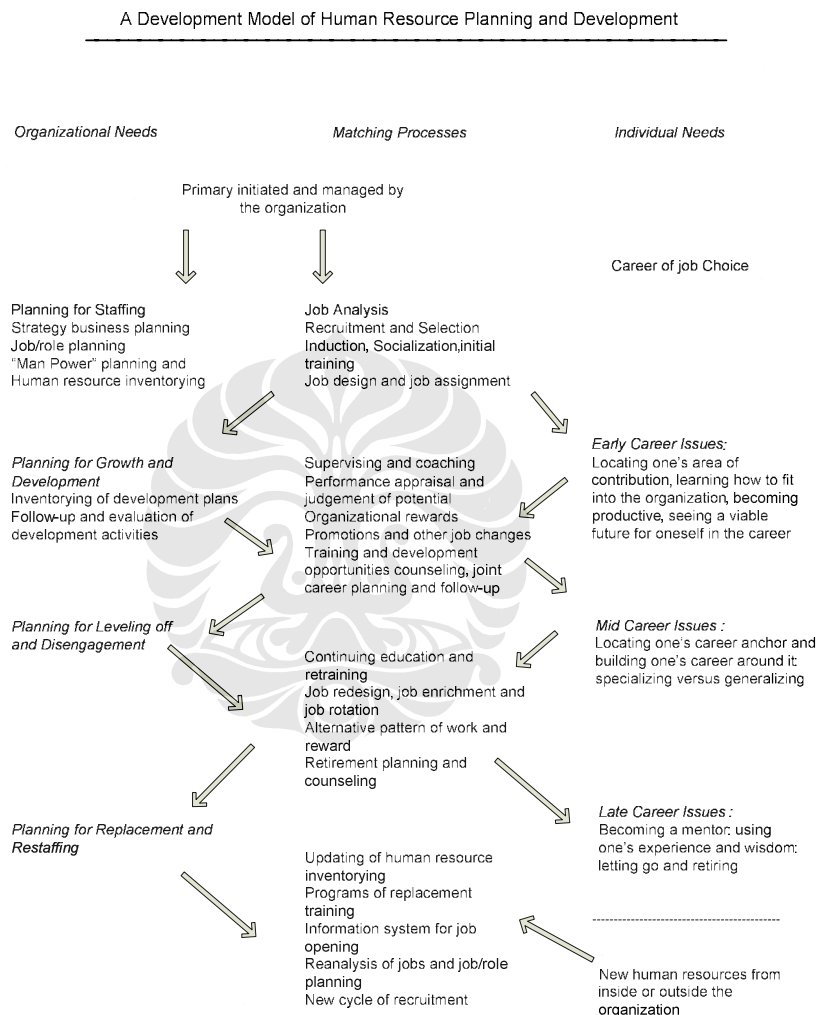 A Development Model of Human Resource Planning and Development
Organizational Needs
Matching Processes
Individual Needs
Primary initiated and managed by
the organization
Career of job Choice
Planning for Staffing
Strategy business planning
Job/role planning
“Man Power” planning and
Human resource inventorying
Job Analysis
Recruitment and Selection
Induction, Socialization,initial
training
Job design and job assignment
Early Career Issues:
Locating one’s area of
contribution, learning how to fit
into the organization, becoming
productive, seeing a viable
future for oneself in the career
Planning for Growth and
Development
Inventorying of development plans
Follow-up and evaluation of
development activities
Supervising and coaching
Performance appraisal and
judgement of potential
Organizational rewards
Promotions and other job changes
Training and development
opportunities counseling, joint
career planning and follow-up
Mid Career Issues :
Locating one’s career anchor and
building one’s career around it:
specializing versus generalizing
Planning for Leveling off
and Disengagement
Continuing education and
retraining
Job redesign, job enrichment and
job rotation
Alternative pattern of work and
reward
Retirement planning and
counseling
Late Career Issues :
Becoming a mentor: using
one’s experience and wisdom:
letting go and retiring
Planning for Replacement and
Restaffing
Updating of human resource
inventorying
Programs of replacement
training
Information system for job
opening
Reanalysis of jobs and job/role
planning
New cycle of recruitment
New human resources from
inside or outside the
organization